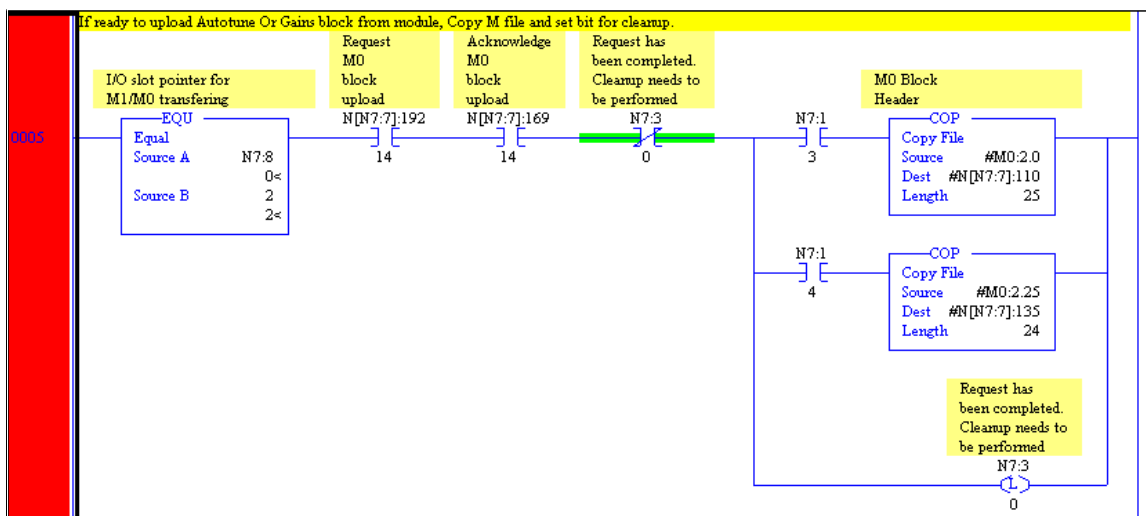 If ready to upload Autotune Or Gains block from module, Copy M file and set bit for cleanup.
I/O slot pointer for
M1/M0 transfering
Request
M0
block
upload
Acknowledge
M0
block
upload
Request has
been completed.
Cleanup needs to
be performed
M0 Block
Header
0005
EQU
Equal
Source A N7:8
0<
Source B 2
2<
N[N7:7]:192
14
N[N7:7]:169
14
N7:3
0
N7:1
3
COP
Copy File
Source #M0:2.0
Dest #N[N7:7]:110
Length 25
N7:1
4
COP
Copy File
Source #M0:2.25
Dest #N[N7:7]:135
Length 24
Request has
been completed.
Cleanup needs to
be performed
N7:3
L
0